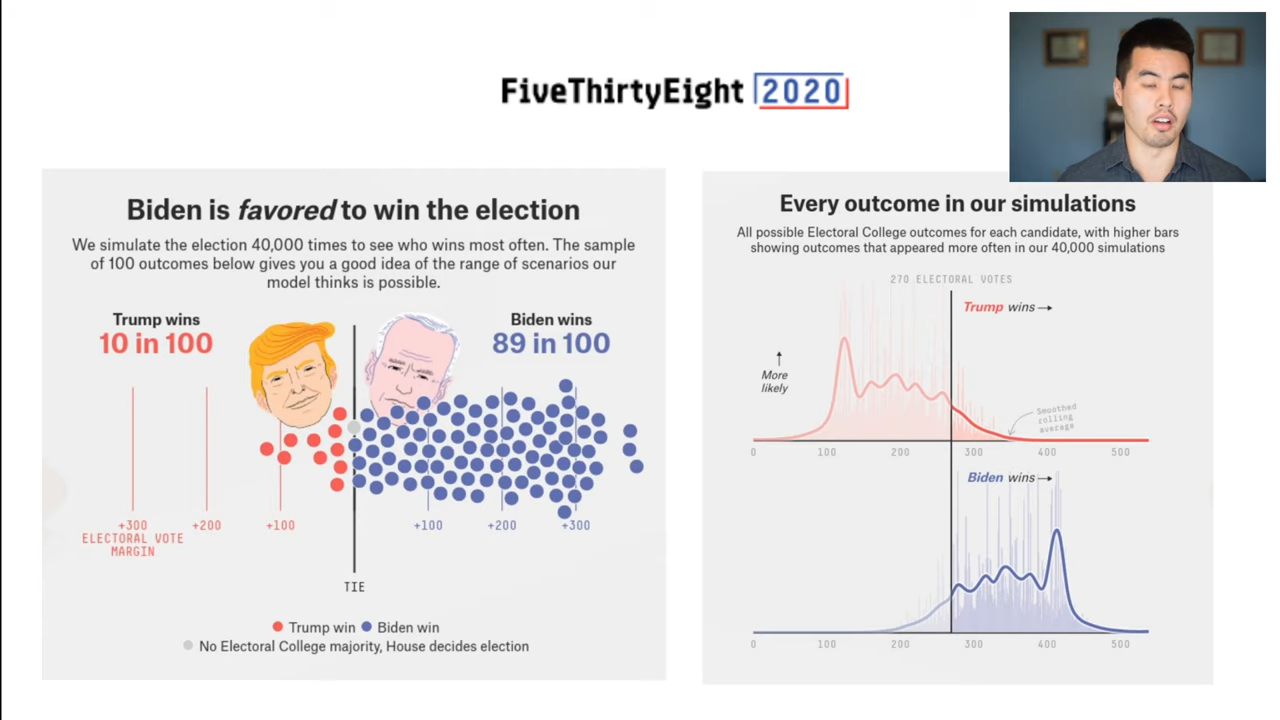 FiveThirtyEight 2020
Biden is favored to win the election
We simulate the election 40,000 times to see who wins most often. The sample
of 100 outcomes below gives you a good idea of the range of scenarios our
model thinks is possible.
Trump wins
10 in 100
Biden wins
89 in 100
+300 +200 +100 +100 +200 +300
ELECTORAL VOTE
MARGIN
TIE
Trump win Biden win
No Electoral College majority, House decides election
Every outcome in our simulations
All possible Electoral College outcomes for each candidate, with higher bars
showing outcomes that appeared more often in our 40,000 simulations
270 ELECTORAL VOTES
Trump wins→
↑
More
likely
Smoothed
rolling
average
0 100 200 300 400 500
Biden wins→
0 100 200 300 400 500